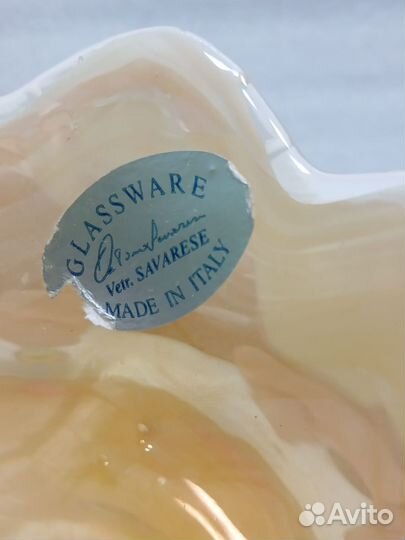 GLASSWARE
Vetr. SAVARESE
MADE IN ITALY
Avito